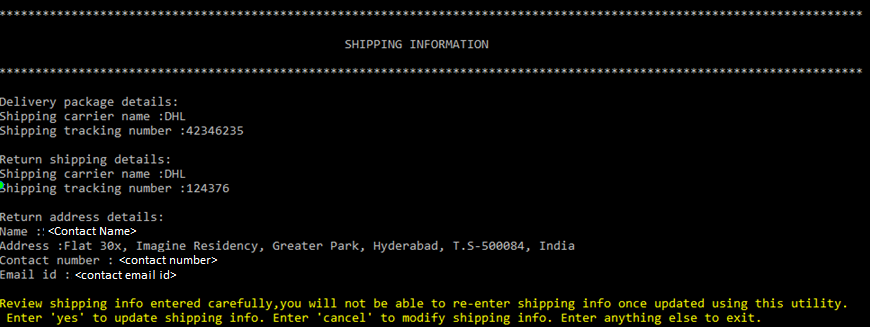 ************************************************************************************************************************
SHIPPING INFORMATION
************************************************************************************************************************
Delivery package details:
Shipping carrier name :DHL
Shipping tracking number :42346235
Return shipping details:
Shipping carrier name :DHL
Shipping tracking number :124376
Return address details:
Name : <Contact Name>
Address :Flat 30x, Imagine Residency, Greater Park, Hyderabad, T.S-500084, India
Contact number : <contact number>
Email id : <contact email id>
Review shipping info entered carefully,you will not be able to re-enter shipping info once updated using this utility.
Enter 'yes' to update shipping info. Enter 'cancel' to modify shipping info. Enter anything else to exit.